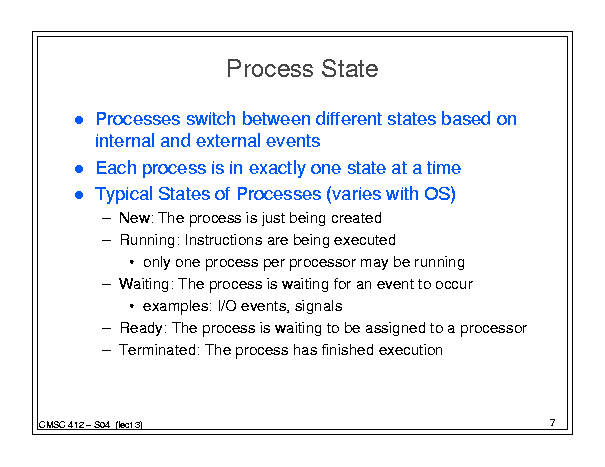 Process State
● Processes switch between different states based on
internal and external events
● Each process is in exactly one state at a time
● Typical States of Processes (varies with OS)
– New: The process is just being created
– Running: Instructions are being executed
• only one process per processor may be running
– Waiting: The process is waiting for an event to occur
• examples: I/O events, signals
– Ready: The process is waiting to be assigned to a processor
– Terminated: The process has finished execution
CMSC 412 – S04 (lect 3)
7